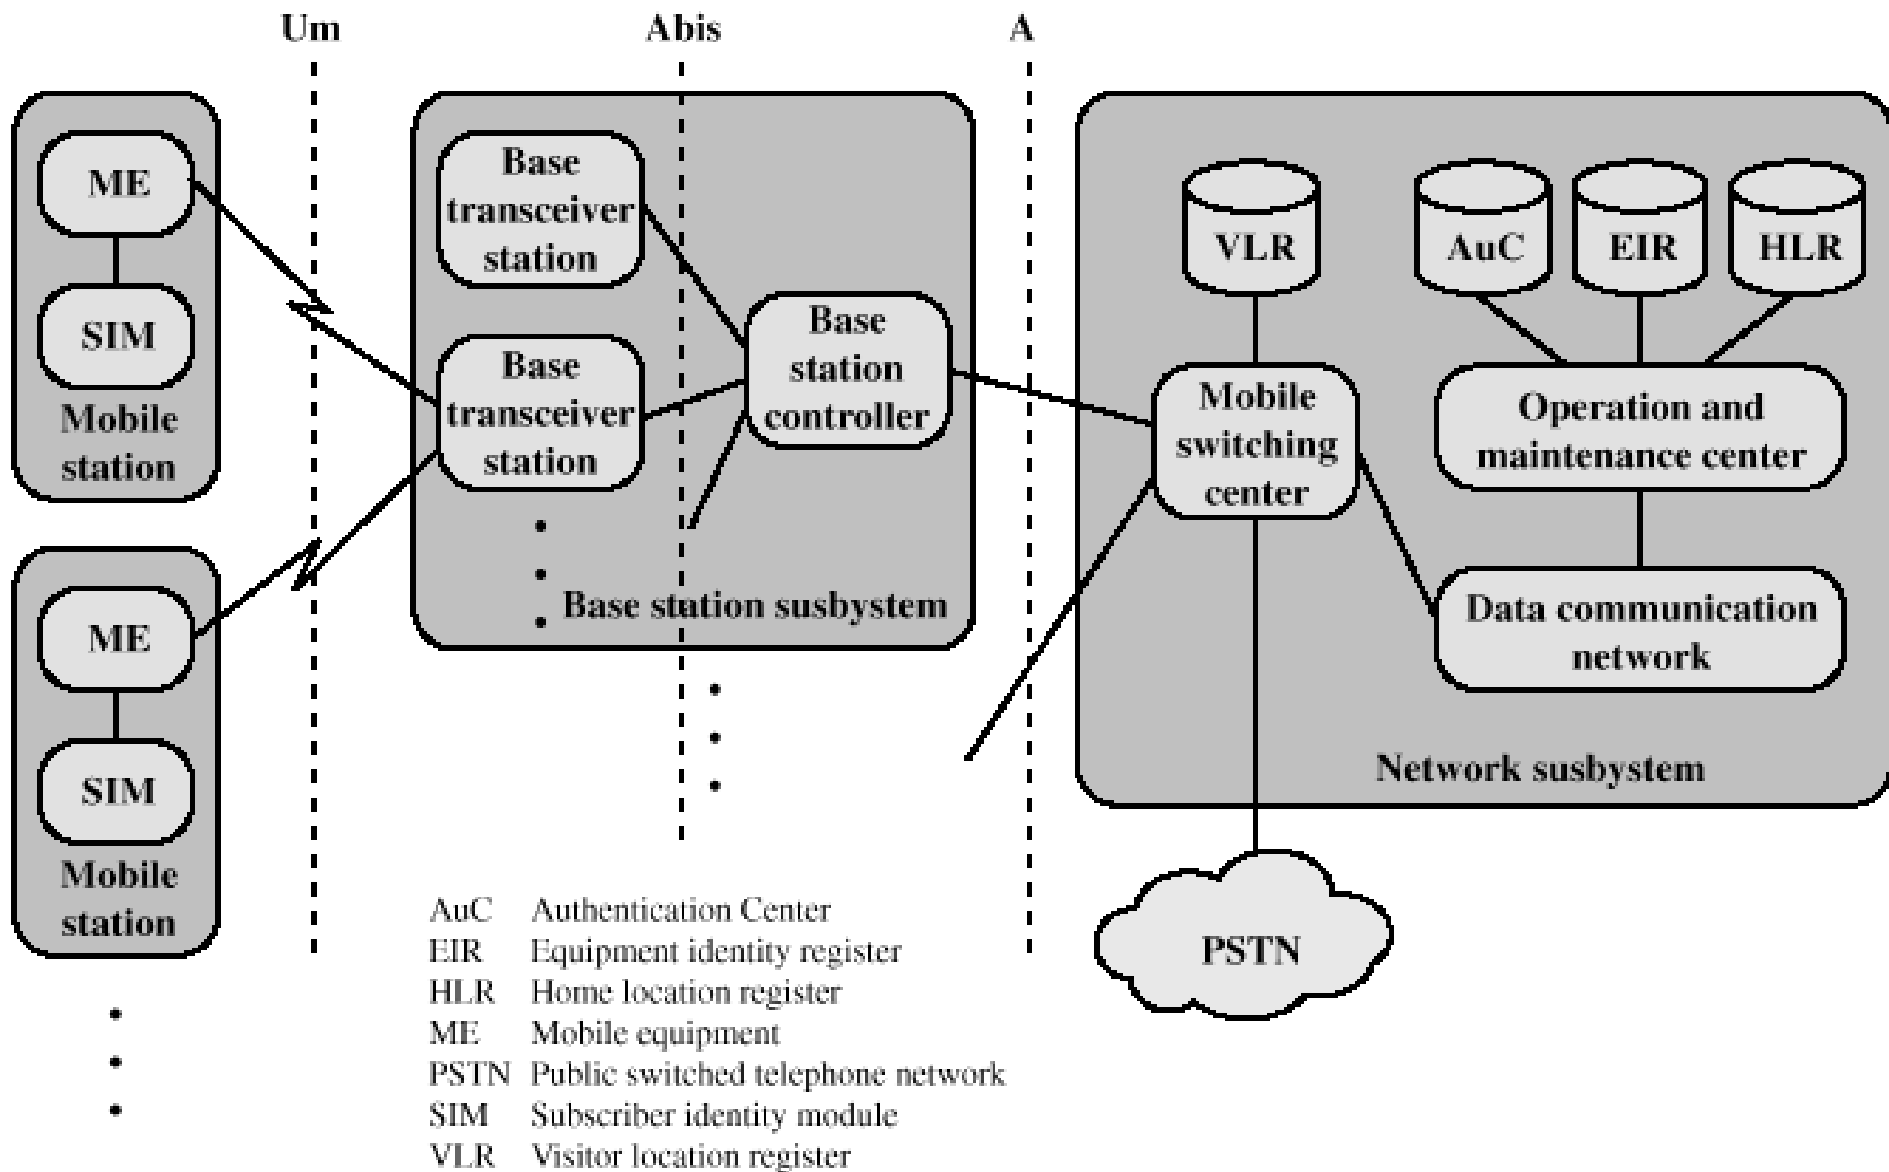 Um
Abis
A
ME
SIM
Mobile
station
ME
SIM
Mobile
station
Base
transceiver
station
Base
transceiver
station
Base
station
controller
Base station susbystem
VLR
AuC
EIR
HLR
Mobile
switching
center
Operation and
maintenance center
Data communication
network
Network susbystem
PSTN
AuC Authentication Center
EIR Equipment identity register
HLR Home location register
ME Mobile equipment
PSTN Public switched telephone network
SIM Subscriber identity module
VLR Visitor location register